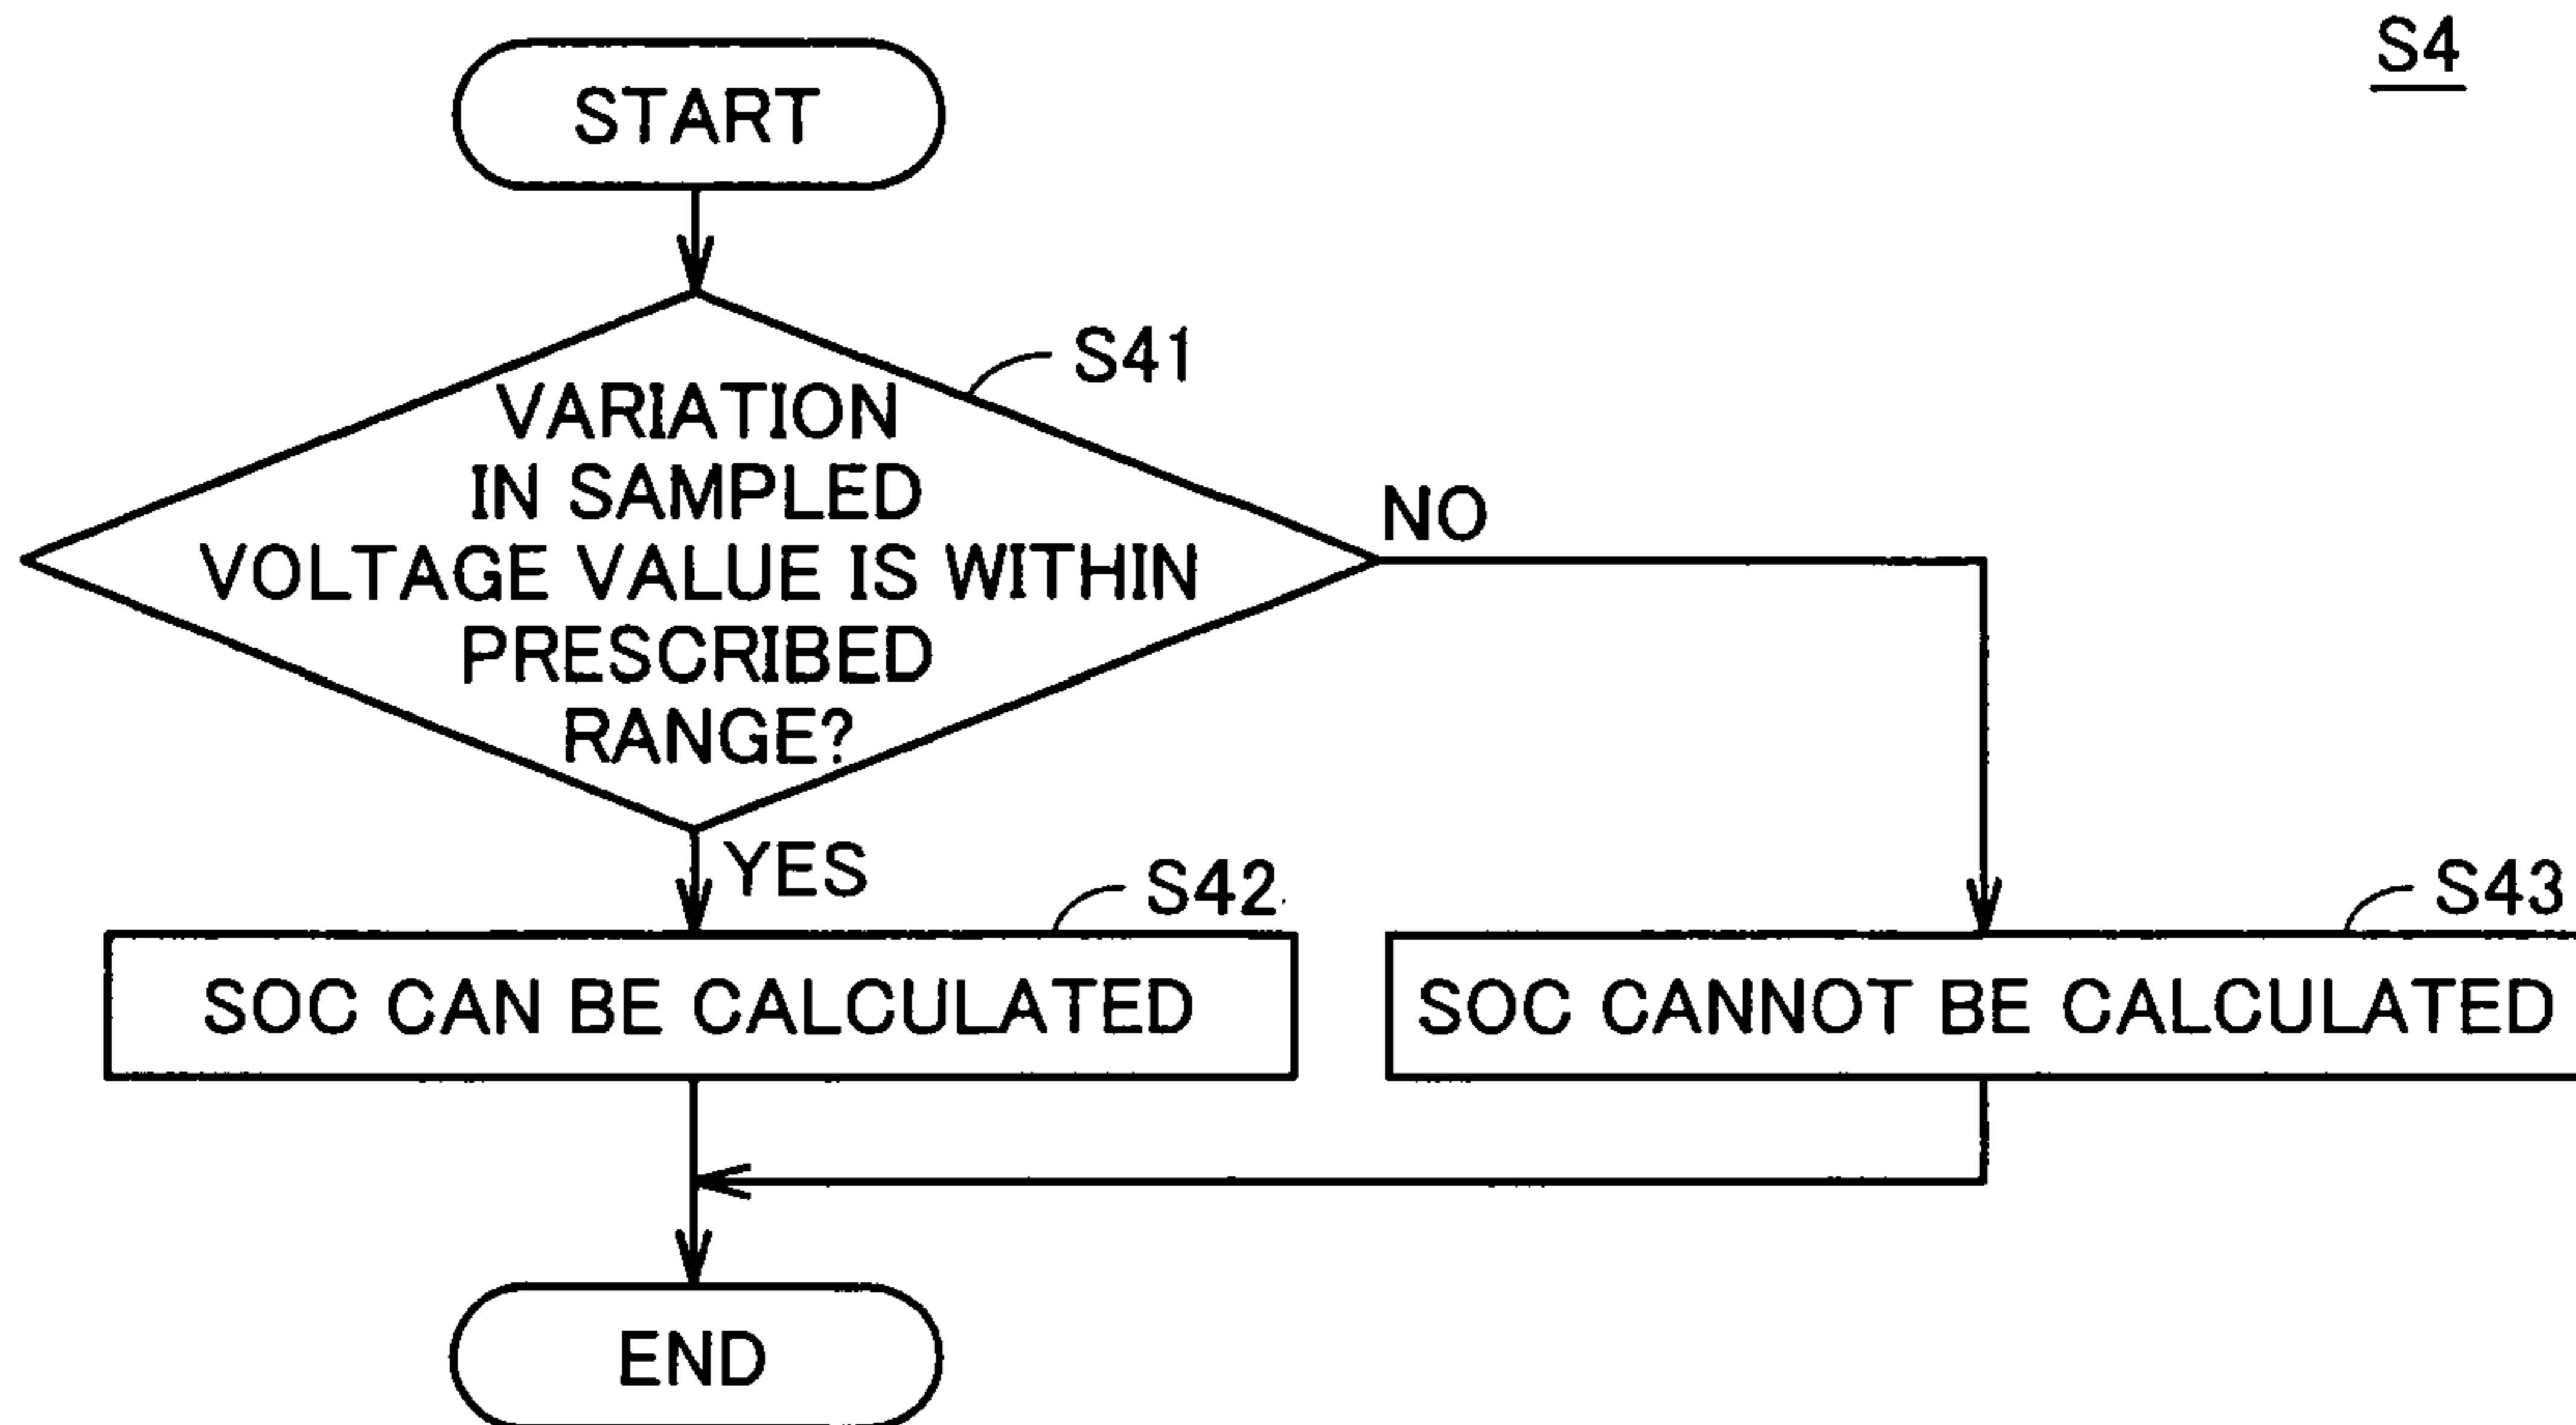 S4
START
S41
VARIATION
IN SAMPLED
VOLTAGE VALUE IS WITHIN
PRESCRIBED
RANGE?
NO
YES
S42
S43
SOC CAN BE CALCULATED
SOC CANNOT BE CALCULATED
END